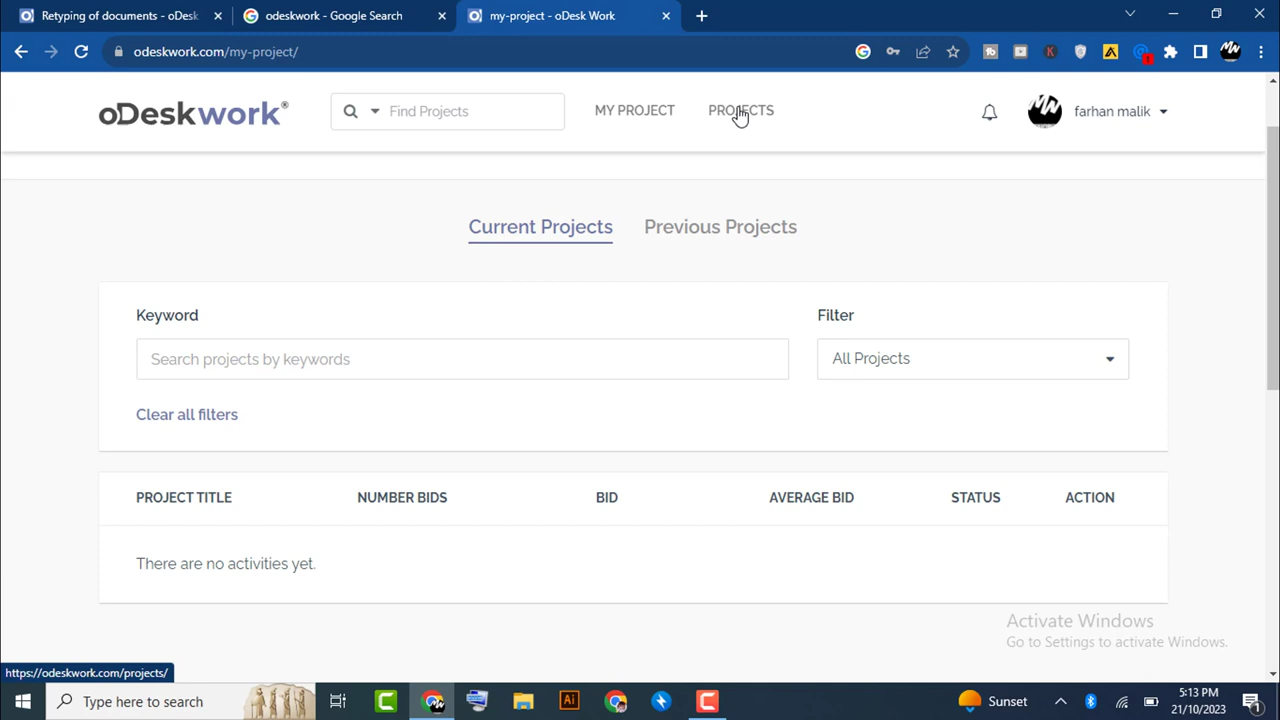 Retyping of documents - oDesk
odeskwork - Google Search
my-project - oDesk Work
odeskwork.com/my-project/
oDeskwork®
Find Projects
MY PROJECT
PROJECTS
farhan malik
Current Projects
Previous Projects
Keyword
Filter
Search projects by keywords
All Projects
Clear all filters
PROJECT TITLE
NUMBER BIDS
BID
AVERAGE BID
STATUS
ACTION
There are no activities yet.
Activate Windows
Go to Settings to activate Windows.
https://odeskwork.com/projects/
Type here to search
Sunset
5:13 PM
21/10/2023